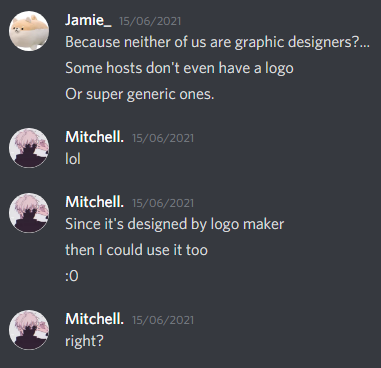 Jamie_ 15/06/2021
Because neither of us are graphic designers?...
Some hosts don't even have a logo
Or super generic ones.
Mitchell. 15/06/2021
lol
Mitchell. 15/06/2021
Since it's designed by logo maker
then I could use it too
:0
Mitchell. 15/06/2021
right?